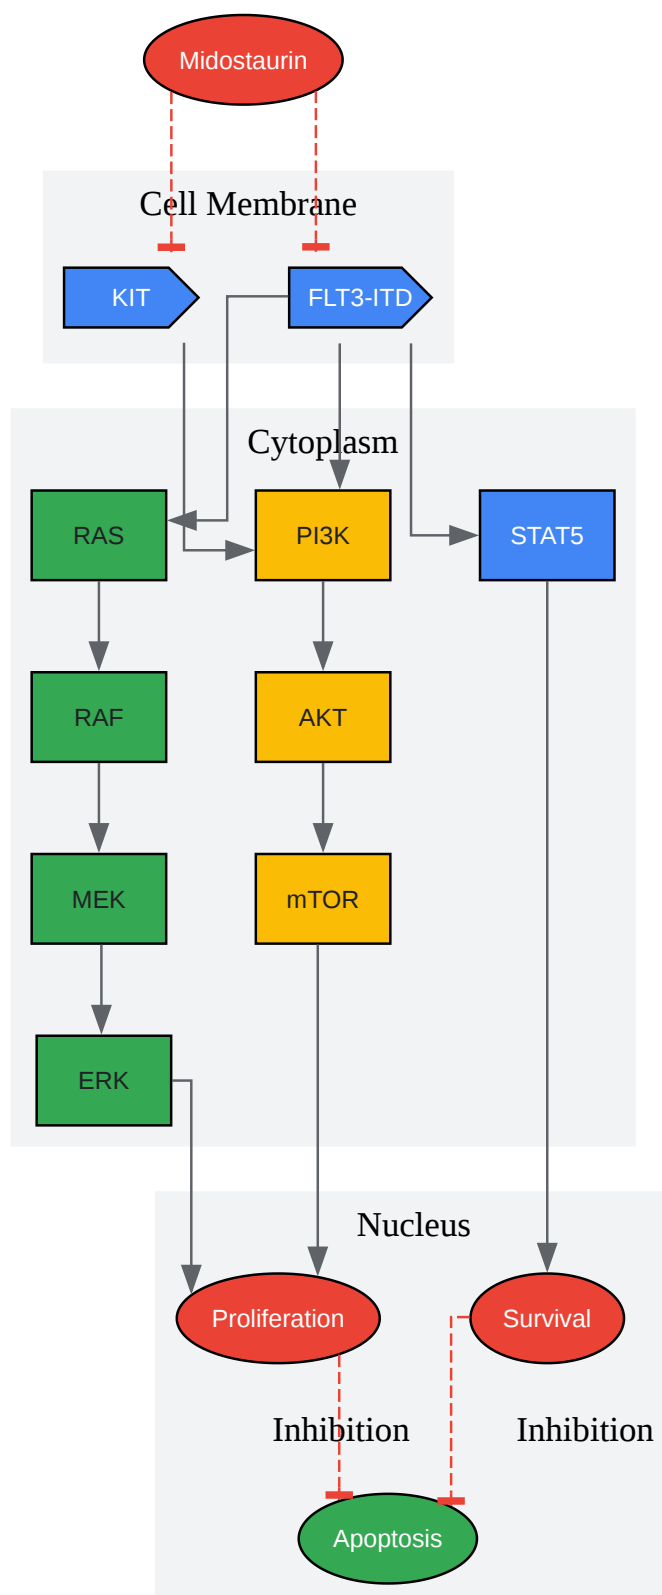 Midostaurin
Cell Membrane
KIT
FLT3-ITD
Cytoplasm
RAS
PI3K
STAT5
RAF
AKT
MEK
mTOR
ERK
Nucleus
Proliferation
Survival
Inhibition
Inhibition
Apoptosis